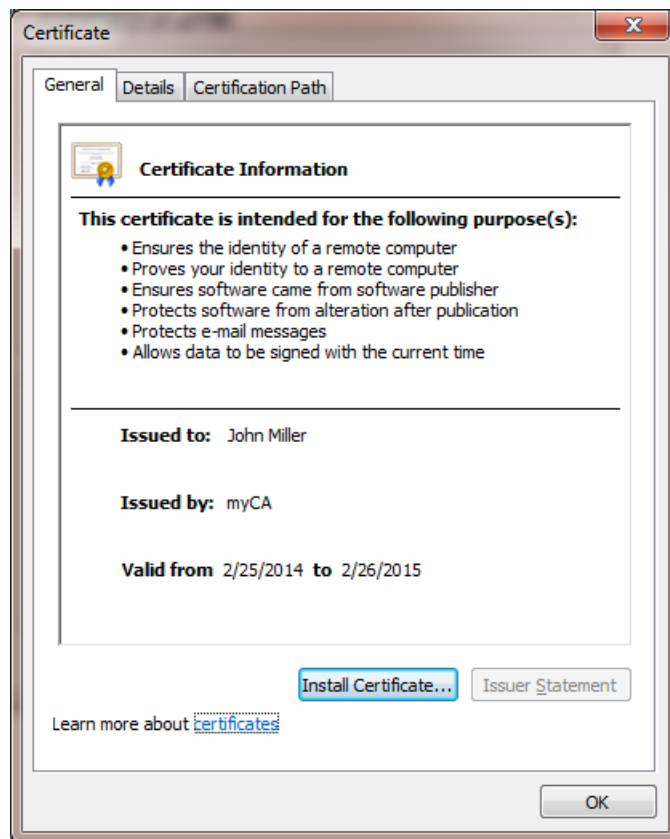 Certificate
General Details Certification Path
Certificate Information
This certificate is intended for the following purpose(s):
• Ensures the identity of a remote computer
• Proves your identity to a remote computer
• Ensures software came from software publisher
• Protects software from alteration after publication
• Protects e-mail messages
• Allows data to be signed with the current time
Issued to: John Miller
Issued by: myCA
Valid from 2/25/2014 to 2/26/2015
Install Certificate... Issuer Statement
Learn more about certificates
OK